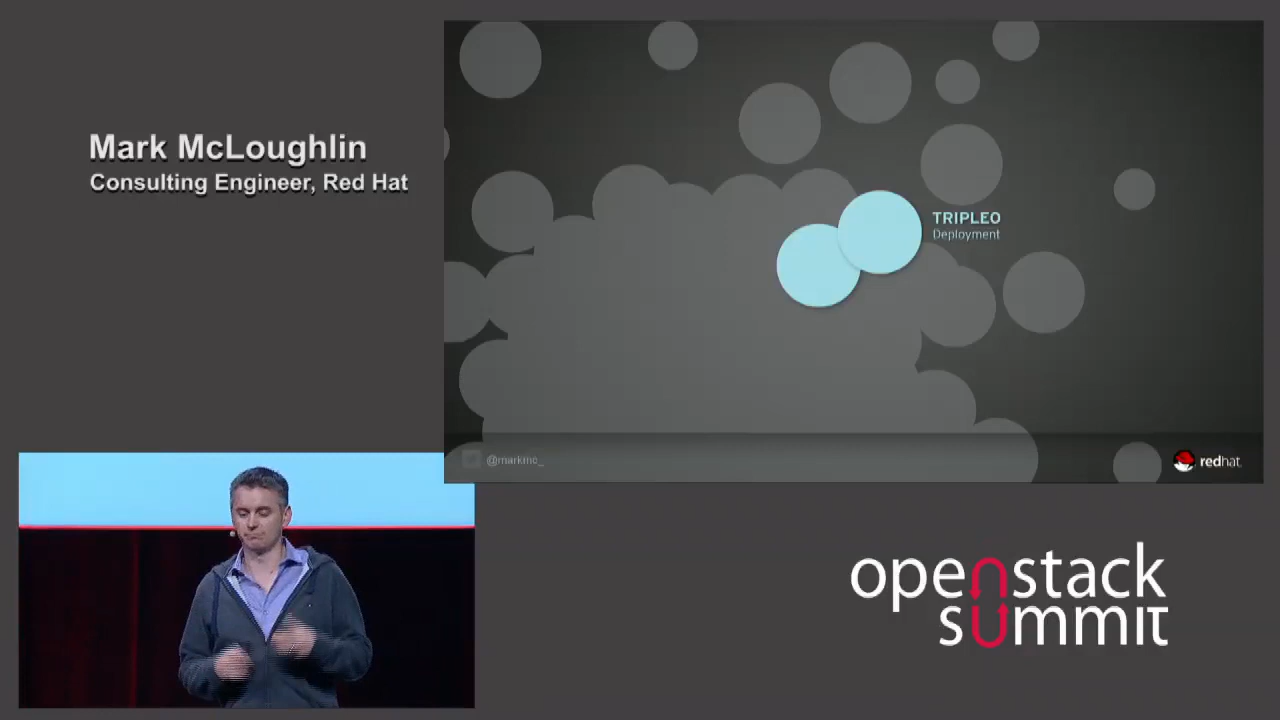 Mark McLoughlin
Consulting Engineer, Red Hat
TRIPLEO
Deployment
@markmc_
redhat.
openstack
summit